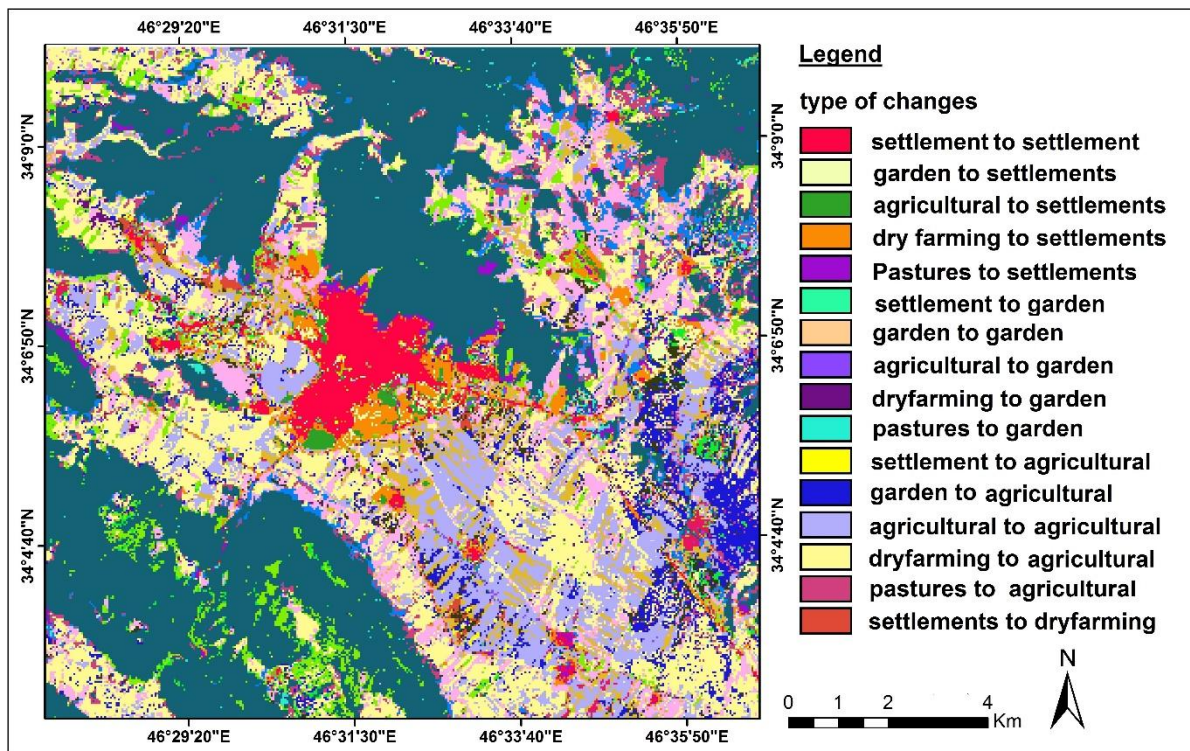 46°29'20"E 46°31'30"E 46°33'40"E 46°35'50"E
34°9'0"N
34°6'50"N
34°4'40"N
34°9'0"N
34°6'50"N
34°4'40"N
46°29'20"E 46°31'30"E 46°33'40"E 46°35'50"E
Legend
type of changes
settlement to settlement
garden to settlements
agricultural to settlements
dry farming to settlements
Pastures to settlements
settlement to garden
garden to garden
agricultural to garden
dryfarming to garden
pastures to garden
settlement to agricultural
garden to agricultural
agricultural to agricultural
dryfarming to agricultural
pastures to agricultural
settlements to dryfarming
N
0 1 2 4
Km